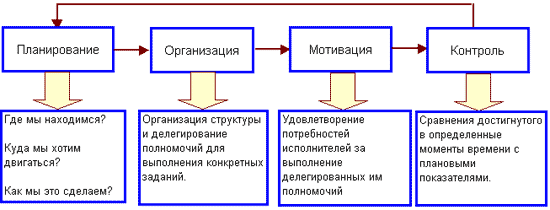 Планирование
Организация
Мотивация
Контроль
Где мы находимся?
Куда мы хотим
двигаться?
Как мы это сделаем?
Организация структуры
и делегирование
полномочий для
выполнения конкретных
заданий.
Удовлетворение
потребностей
исполнителей за
выполнение
делегированных им
полномочий
Сравнения достигнутого
в определенные
моменты времени с
плановыми
показателями.